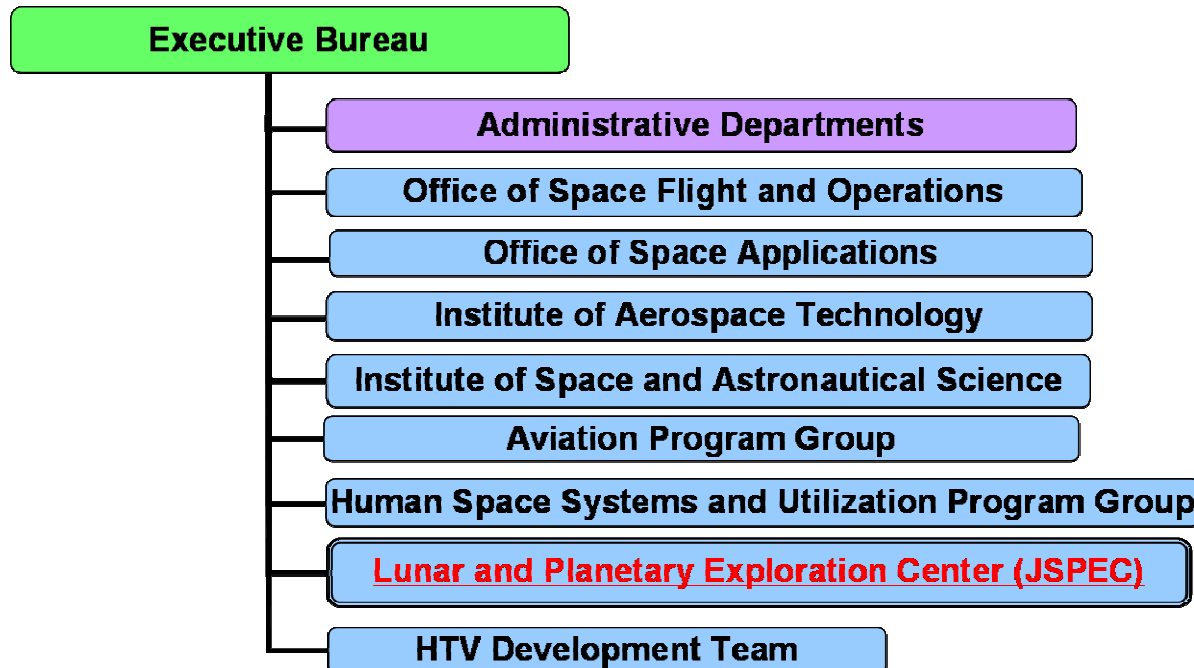 Executive Bureau
Administrative Departments
Office of Space Flight and Operations
Office of Space Applications
Institute of Aerospace Technology
Institute of Space and Astronautical Science
Aviation Program Group
Human Space Systems and Utilization Program Group
Lunar and Planetary Exploration Center (JSPEC)
HTV Development Team